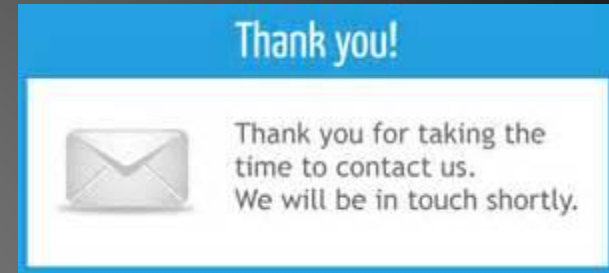 Thank you!
Thank you for taking the
time to contact us.
We will be in touch shortly.